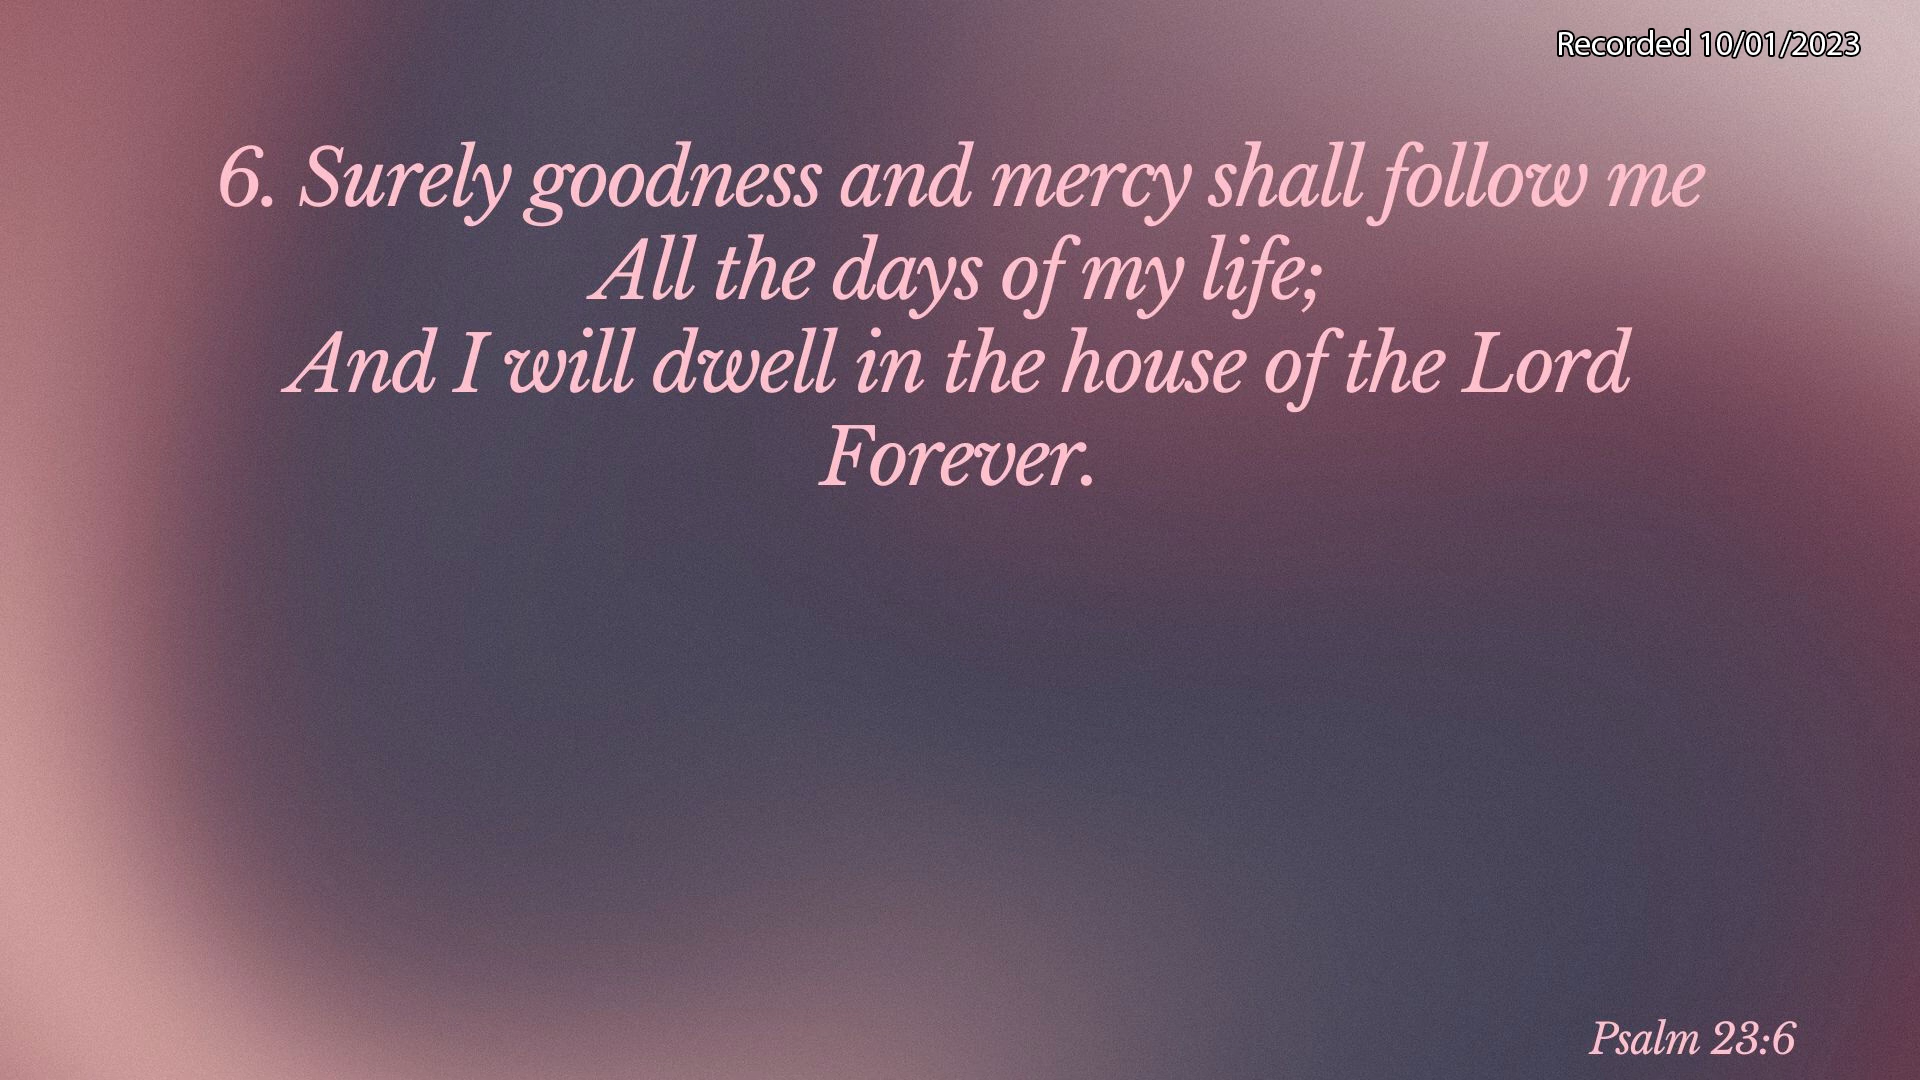 Recorded 10/01/2023
6. Surely goodness and mercy shall follow me
All the days of my life;
And I will dwell in the house of the Lord
Forever.
Psalm 23:6